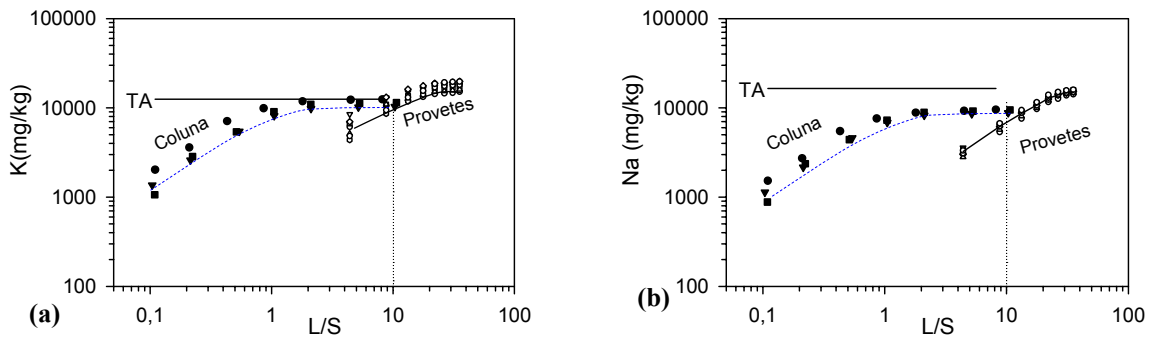 100000
10000
1000
100
K(mg/kg)
TA
Coluna
Provetes
0,1
1
10
100
L/S
(a)
100000
10000
1000
100
Na (mg/kg)
TA
Coluna
Provetes
0,1
1
10
100
L/S
(b)